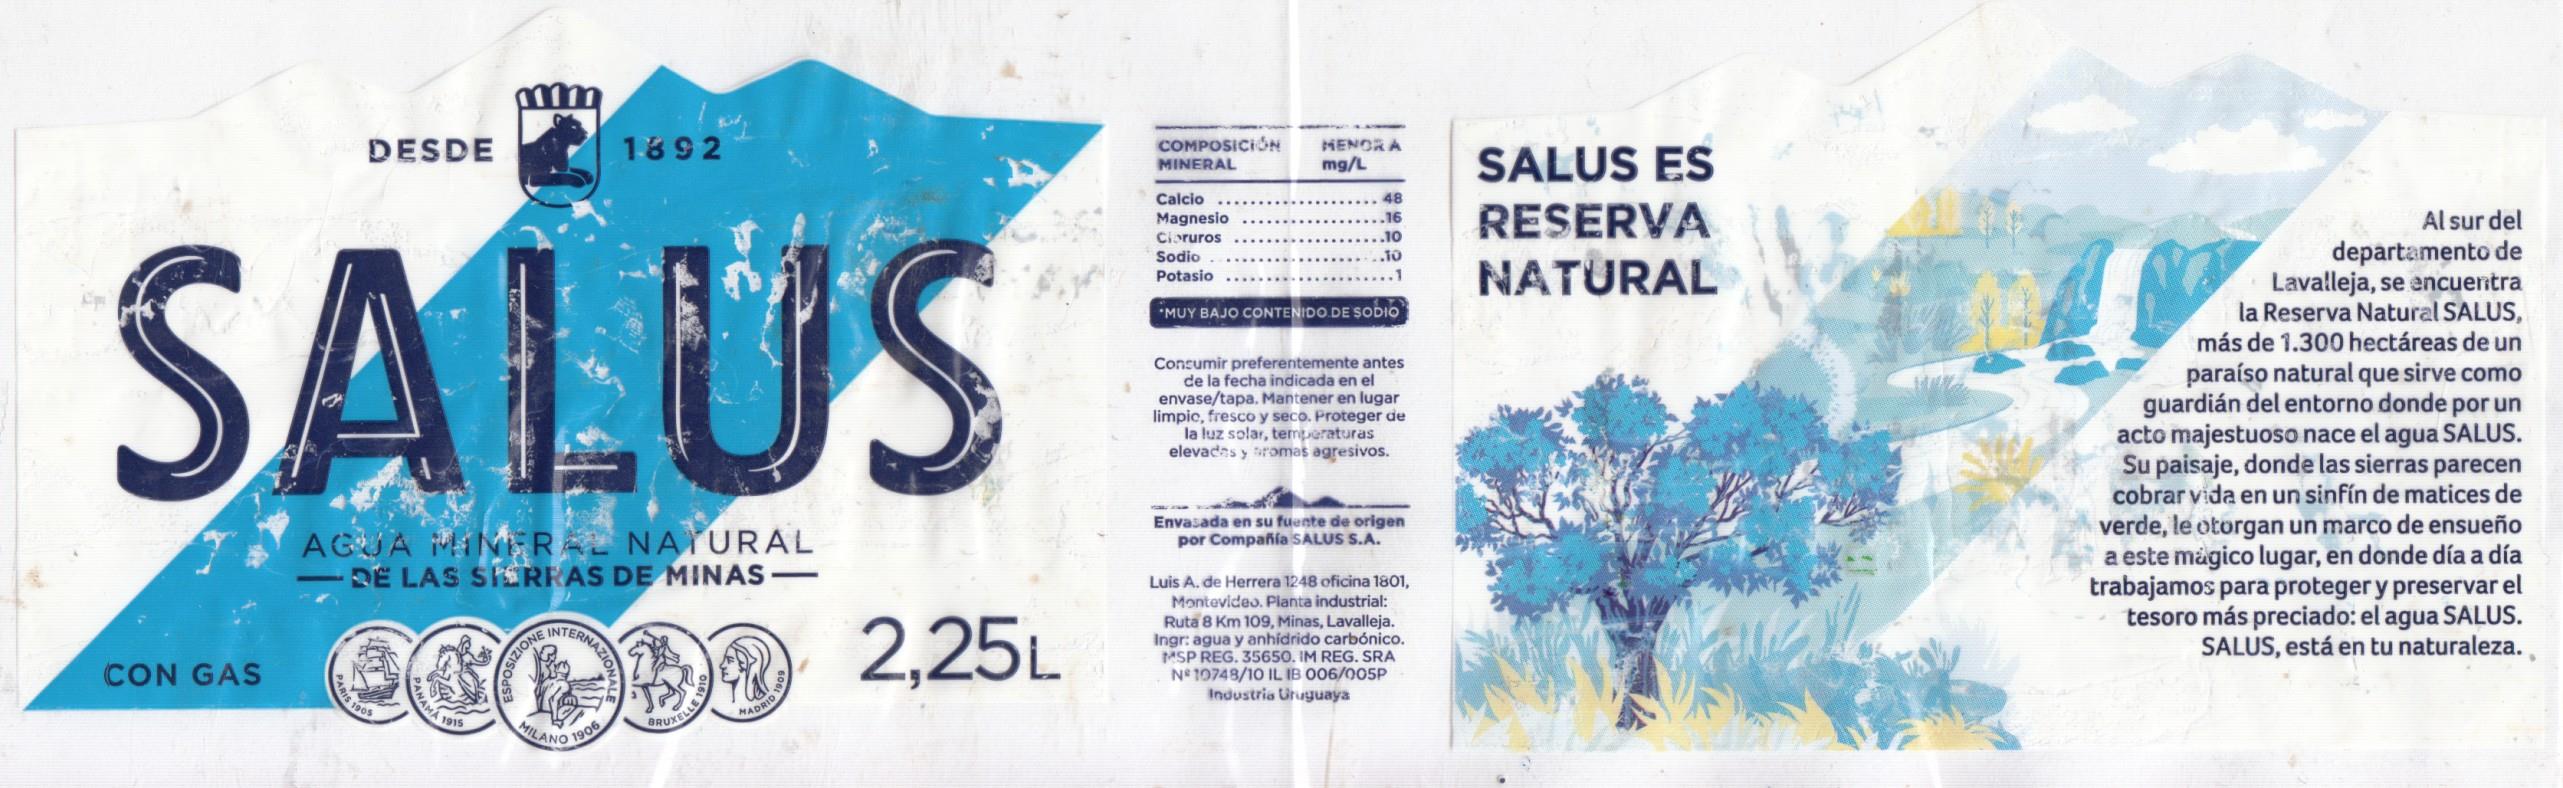 DESDE 1892
SALUS
AGUA MINERAL NATURAL
DE LAS SIERRAS DE MINAS
CON GAS
PARIS 1905
PANAMÁ 1915
ESPOSIZIONE INTERNAZIONALE
MILANO 1906
BRUXELLE 1910
MADRID 1909
2,25L
COMPOSICIÓN MENOR A
MINERAL mg/L
Calcio .................... 48
Magnesio .................... 16
Cloruros .................... 10
Sodio .................... 10
Potasio .................... 1
*MUY BAJO CONTENIDO DE SODIO
Consumir preferentemente antes
de la fecha indicada en el
envase/tapa. Mantener en lugar
limpio, fresco y seco. Proteger de
la luz solar, temperaturas
elevadas y aromas agresivos.
Envasada en su fuente de origen
por Compañía SALUS S.A.
Luis A. de Herrera 1248 oficina 1801,
Montevideo. Planta industrial:
Ruta 8 Km 109, Minas, Lavalleja.
Ingr: agua y anhídrido carbónico.
MSP REG. 35650. IM REG. SRA
Nº 10748/10 IL IB 006/005P
Industria Uruguaya
SALUS ES
RESERVA
NATURAL
Al sur del
departamento de
Lavalleja, se encuentra
la Reserva Natural SALUS,
más de 1.300 hectáreas de un
paraíso natural que sirve como
guardián del entorno donde por un
acto majestuoso nace el agua SALUS.
Su paisaje, donde las sierras parecen
cobrar vida en un sinfín de matices de
verde, le otorgan un marco de ensueño
a este mágico lugar, en donde día a día
trabajamos para proteger y preservar el
tesoro más preciado: el agua SALUS.
SALUS, está en tu naturaleza.